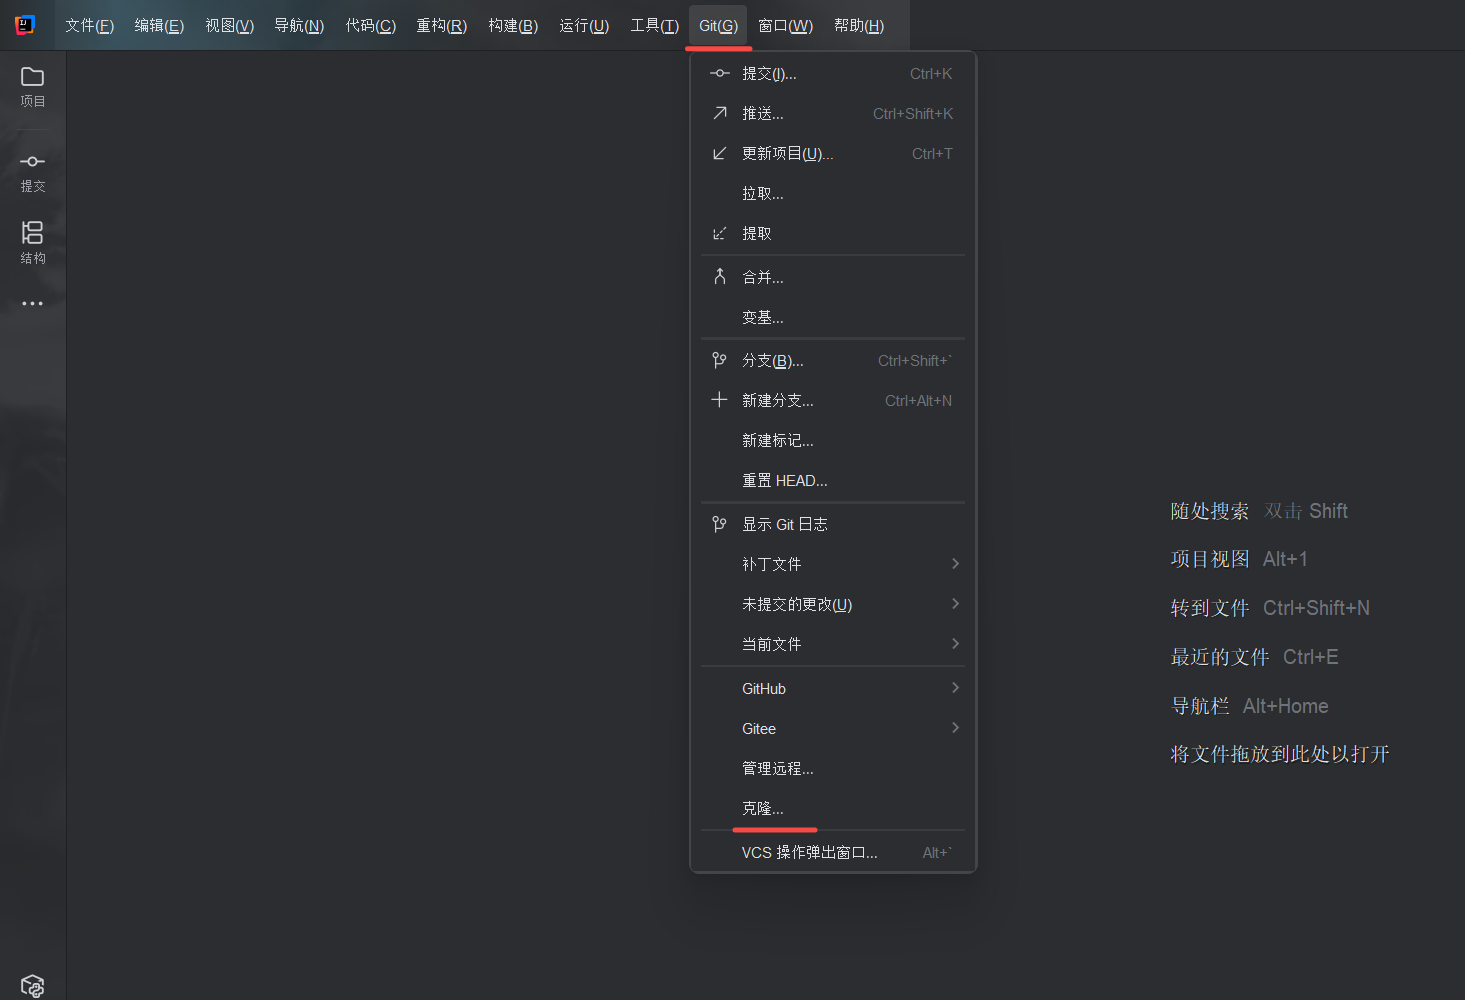 文件(F) 编辑(E) 视图(V) 导航(N) 代码(C) 重构(R) 构建(B) 运行(U) 工具(T) Git(G) 窗口(W) 帮助(H)
项目
提交
结构
提交(I)... Ctrl+K
推送... Ctrl+Shift+K
更新项目(U)... Ctrl+T
拉取...
提取
合并...
变基...
分支(B)... Ctrl+Shift+`
新建分支... Ctrl+Alt+N
新建标记...
重置 HEAD...
显示 Git 日志
补丁文件
未提交的更改(U)
当前文件
GitHub
Gitee
管理远程...
克隆...
VCS 操作弹出窗口... Alt+`
随处搜索 双击 Shift
项目视图 Alt+1
转到文件 Ctrl+Shift+N
最近的文件 Ctrl+E
导航栏 Alt+Home
将文件拖放到此处以打开